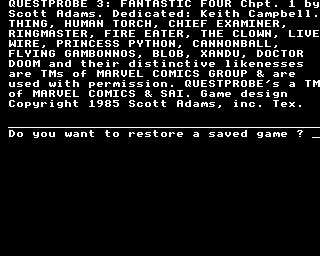 QUESTPROBE 3: FANTASTIC FOUR Chpt. 1 by
Scott Adams. Dedicated: Keith Campbell.
THING, HUMAN TORCH, CHIEF EXAMINER,
RINGMASTER, FIRE EATER, THE CLOWN, LIVE
WIRE, PRINCESS PYTHON, CANNONBALL,
FLYING GAMBONNOS, BLOB, XANDU, DOCTOR
DOOM and their distinctive likenesses
are TMs of MARVEL COMICS GROUP & are
used with permission. QUESTPROBE's a TM
of MARVEL COMICS & SAI. Game design
Copyright 1985 Scott Adams, inc. Tex.
Do you want to restore a saved game ? _